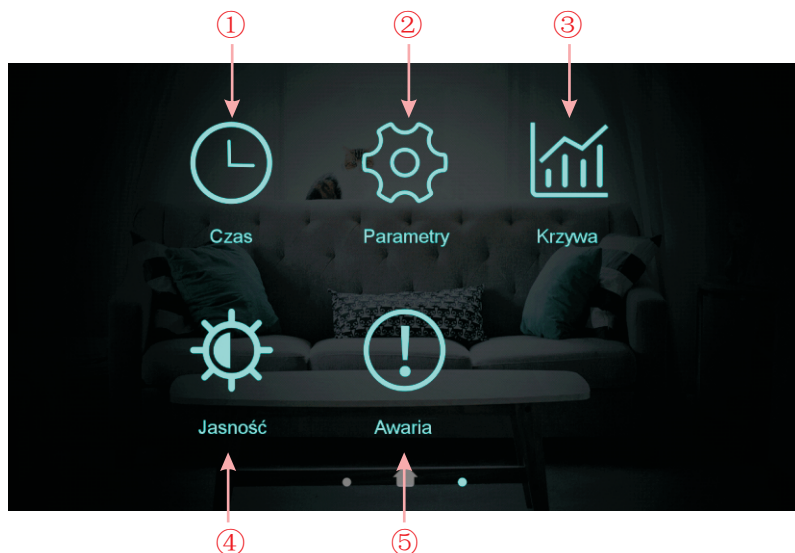 ① ② ③
Czas Parametry Krzywa
Jasność Awaria
④ ⑤